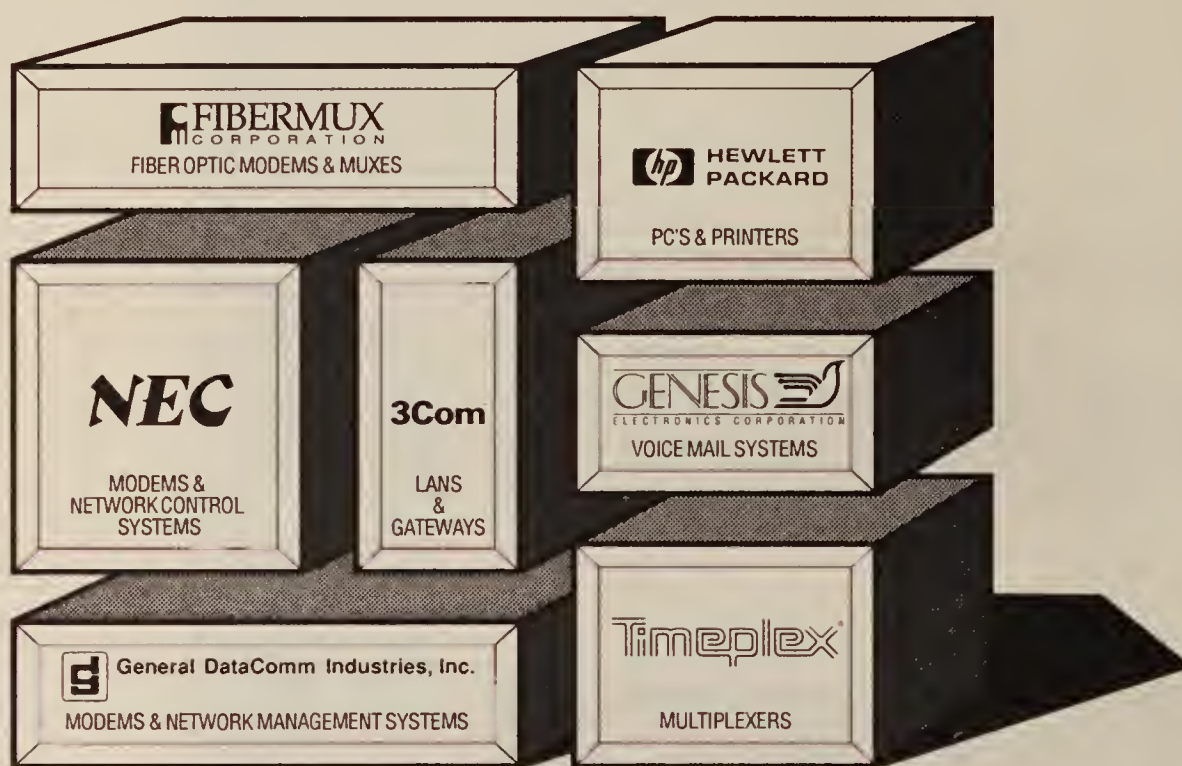 FIBERMUX
CORPORATION
FIBER OPTIC MODEMS & MUXES
hp HEWLETT
PACKARD
PC'S & PRINTERS
NEC
MODEMS &
NETWORK CONTROL
SYSTEMS
3Com
LANS
&
GATEWAYS
GENESIS
ELECTRONICS CORPORATION
VOICE MAIL SYSTEMS
General DataComm Industries, Inc.
MODEMS & NETWORK MANAGEMENT SYSTEMS
Timeplex®
MULTIPLEXERS